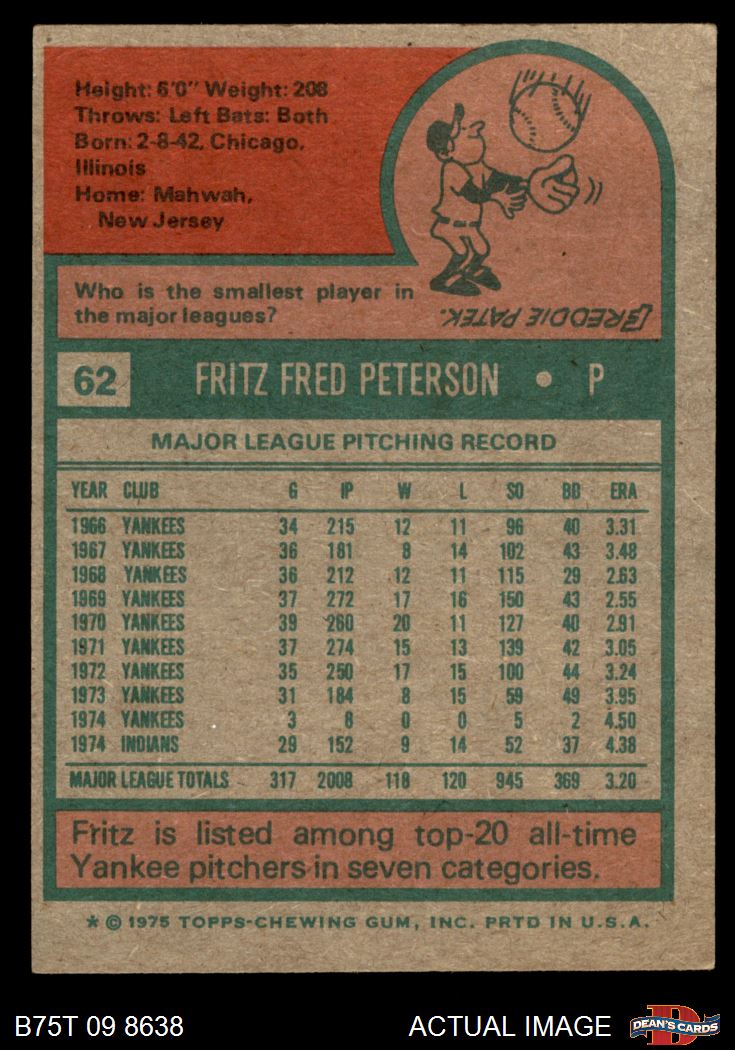 Height: 6'0" Weight: 208
Throws: Left Bats: Both
Born: 2-8-42, Chicago,
Illinois
Home: Mahwah,
New Jersey
Who is the smallest player in
the major leagues?
FREDDIE PATEK.
62 FRITZ FRED PETERSON • P
MAJOR LEAGUE PITCHING RECORD
YEAR CLUB G IP W L SO BB ERA
1966 YANKEES 34 215 12 11 96 40 3.31
1967 YANKEES 36 181 8 14 102 43 3.48
1968 YANKEES 36 212 12 11 115 29 2.63
1969 YANKEES 37 272 17 16 150 43 2.55
1970 YANKEES 39 260 20 11 127 40 2.91
1971 YANKEES 37 274 15 13 139 42 3.05
1972 YANKEES 35 250 17 15 100 44 3.24
1973 YANKEES 31 184 8 15 59 49 3.95
1974 YANKEES 3 8 0 0 5 2 4.50
1974 INDIANS 29 152 9 14 52 37 4.38
MAJOR LEAGUE TOTALS 317 2008 118 120 945 369 3.20
Fritz is listed among top-20 all-time
Yankee pitchers in seven categories.
* © 1975 TOPPS-CHEWING GUM, INC. PRTD IN U.S.A.
B75T 09 8638 ACTUAL IMAGE DEAN'S CARDS